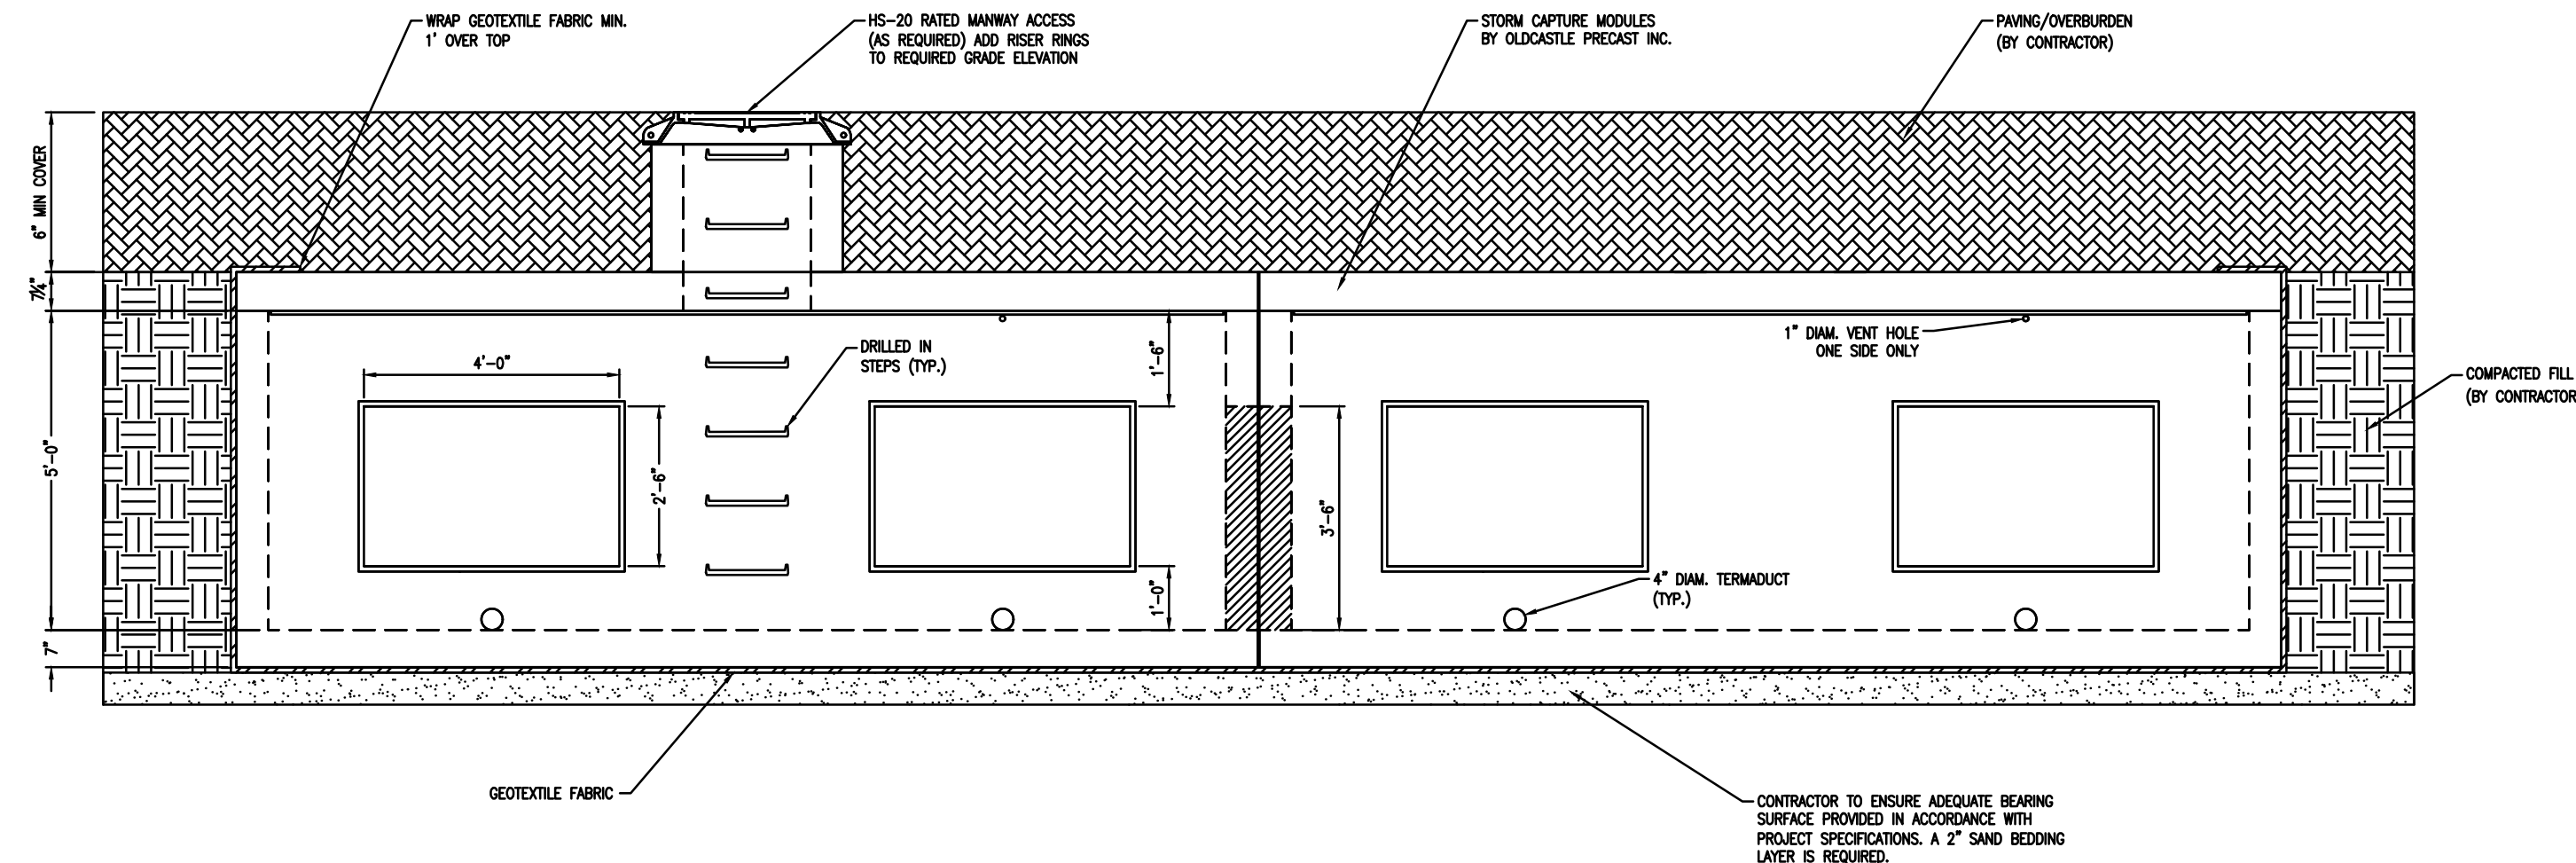 WRAP GEOTEXTILE FABRIC MIN.
1' OVER TOP
HS-20 RATED MANWAY ACCESS
(AS REQUIRED) ADD RISER RINGS
TO REQUIRED GRADE ELEVATION
STORM CAPTURE MODULES
BY OLDCASTLE PRECAST INC.
PAVING/OVERBURDEN
(BY CONTRACTOR)
6" MIN COVER
7¼"
5'-0"
7"
4'-0"
2'-6"
DRILLED IN
STEPS (TYP.)
1'-6"
1'-0"
3'-6"
1" DIAM. VENT HOLE
ONE SIDE ONLY
4" DIAM. TERMADUCT
(TYP.)
COMPACTED FILL
(BY CONTRACTOR
GEOTEXTILE FABRIC
CONTRACTOR TO ENSURE ADEQUATE BEARING
SURFACE PROVIDED IN ACCORDANCE WITH
PROJECT SPECIFICATIONS. A 2" SAND BEDDING
LAYER IS REQUIRED.